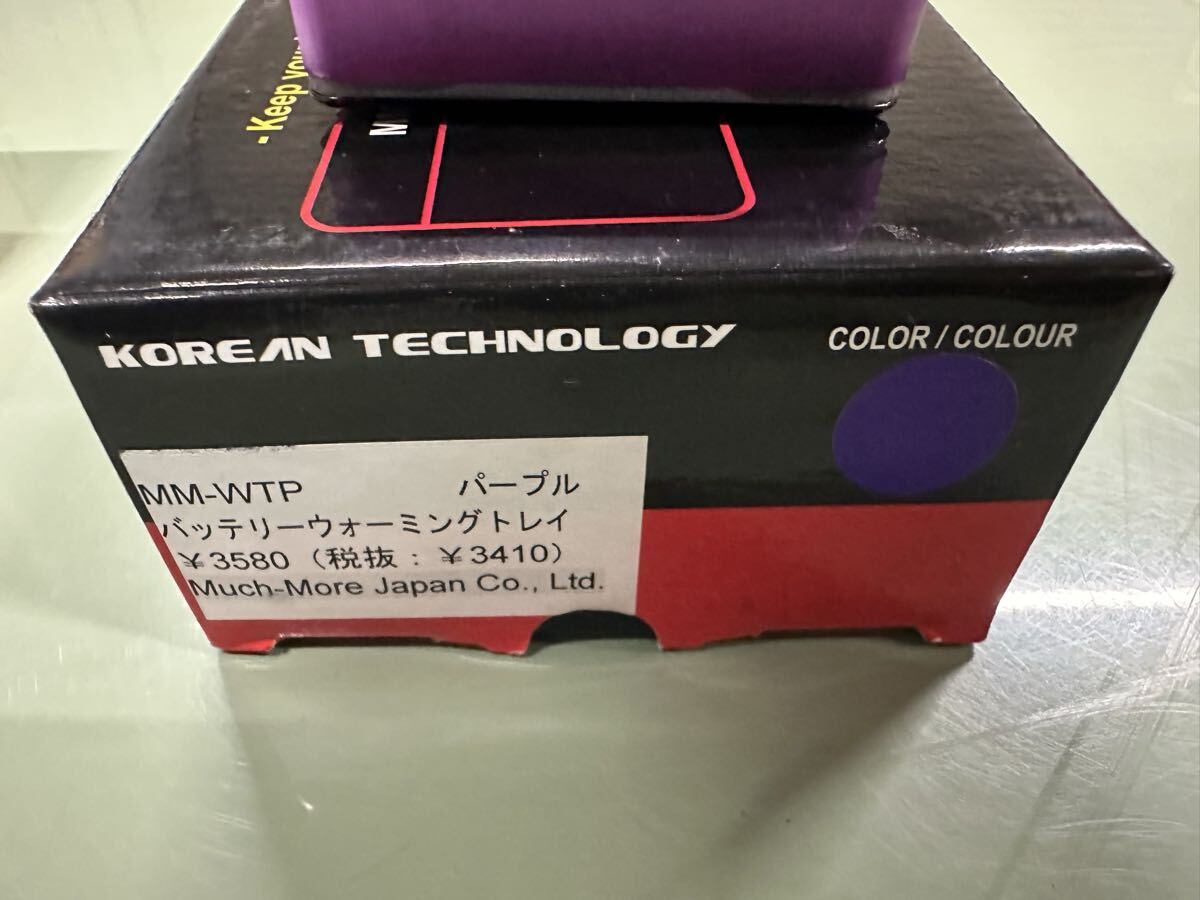 - Keep
M
KOREAN TECHNOLOGY
COLOR / COLOUR
MM-WTP パープル
バッテリーウォーミングトレイ
￥3580（税抜：￥3410）
Much-More Japan Co., Ltd.